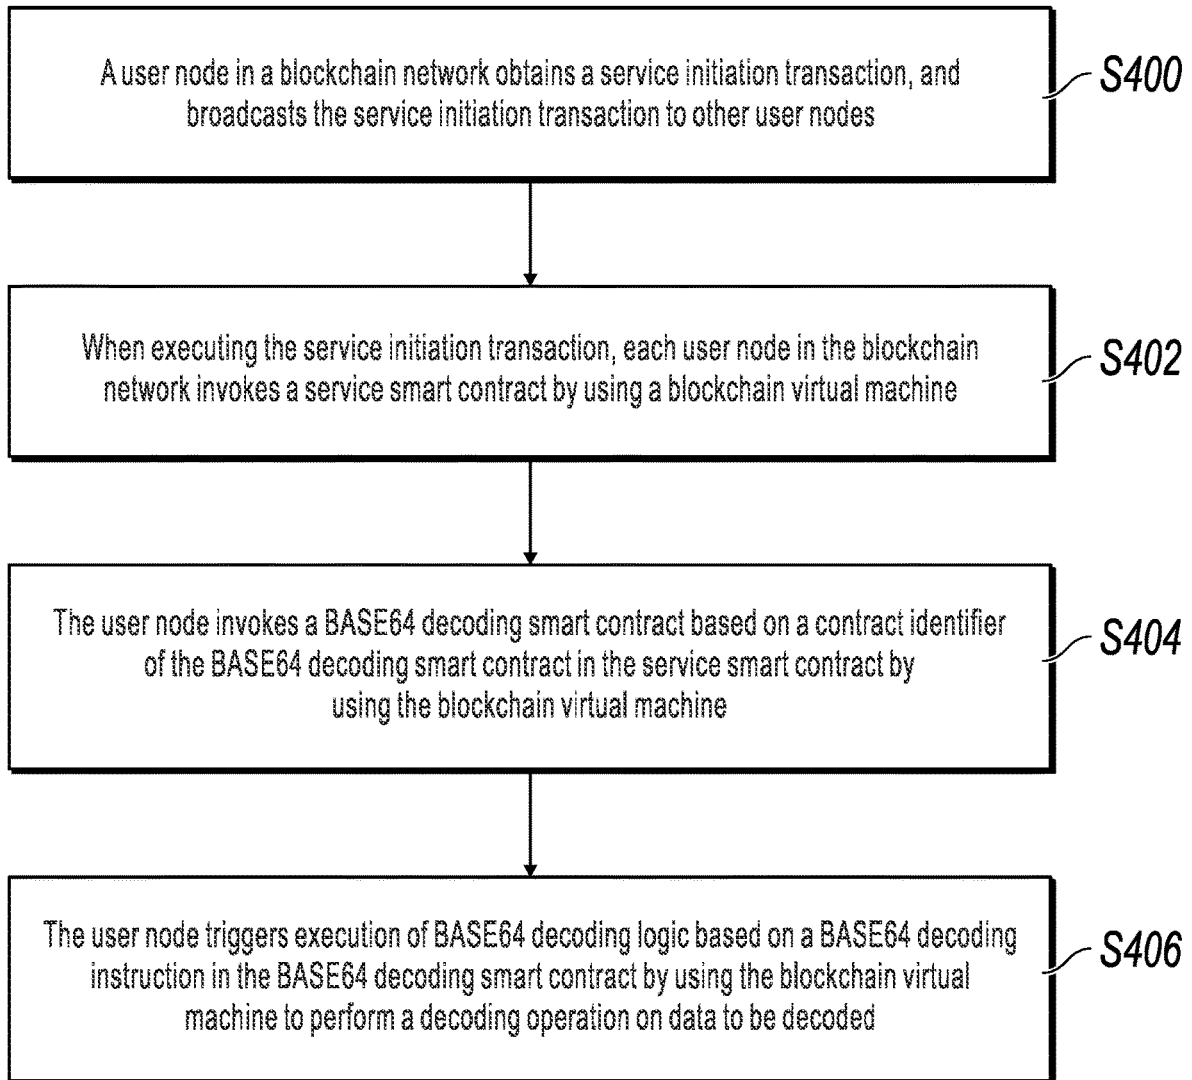 A user node in a blockchain network obtains a service initiation transaction, and
broadcasts the service initiation transaction to other user nodes
S400
When executing the service initiation transaction, each user node in the blockchain
network invokes a service smart contract by using a blockchain virtual machine
S402
The user node invokes a BASE64 decoding smart contract based on a contract identifier
of the BASE64 decoding smart contract in the service smart contract by
using the blockchain virtual machine
S404
The user node triggers execution of BASE64 decoding logic based on a BASE64 decoding
instruction in the BASE64 decoding smart contract by using the blockchain virtual
machine to perform a decoding operation on data to be decoded
S406